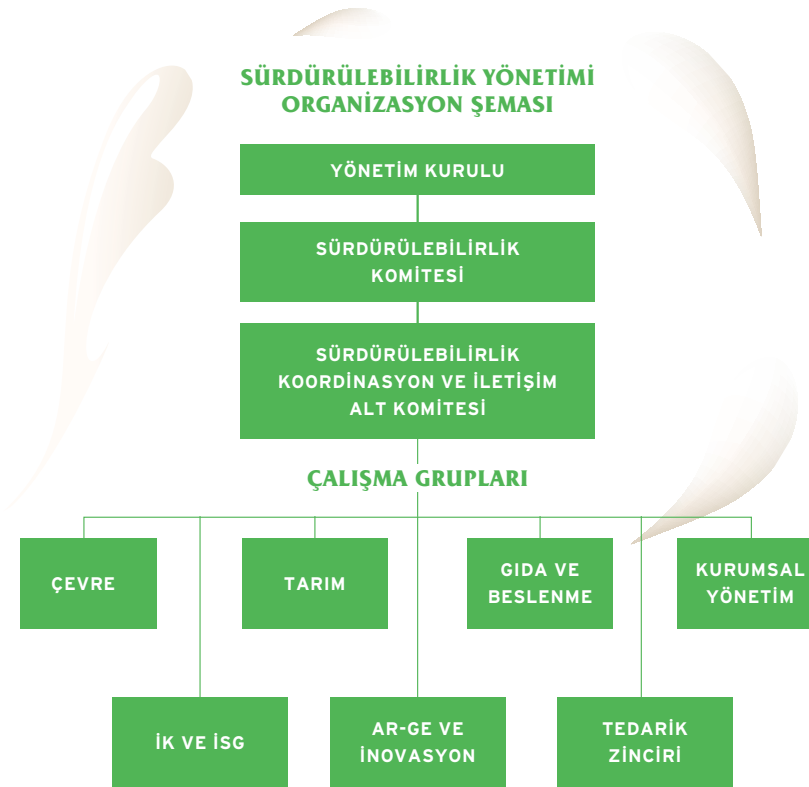 SÜRDÜRÜLEBİLİRLİK YÖNETİMİ
ORGANİZASYON ŞEMASI
YÖNETİM KURULU
SÜRDÜRÜLEBİLİRLİK
KOMİTESİ
SÜRDÜRÜLEBİLİRLİK
KOORDİNASYON VE İLETİŞİM
ALT KOMİTESİ
ÇALIŞMA GRUPLARI
ÇEVRE
TARIM
GIDA VE
BESLENME
KURUMSAL
YÖNETİM
İK VE İSG
AR-GE VE
İNOVASYON
TEDARİK
ZİNCİRİ